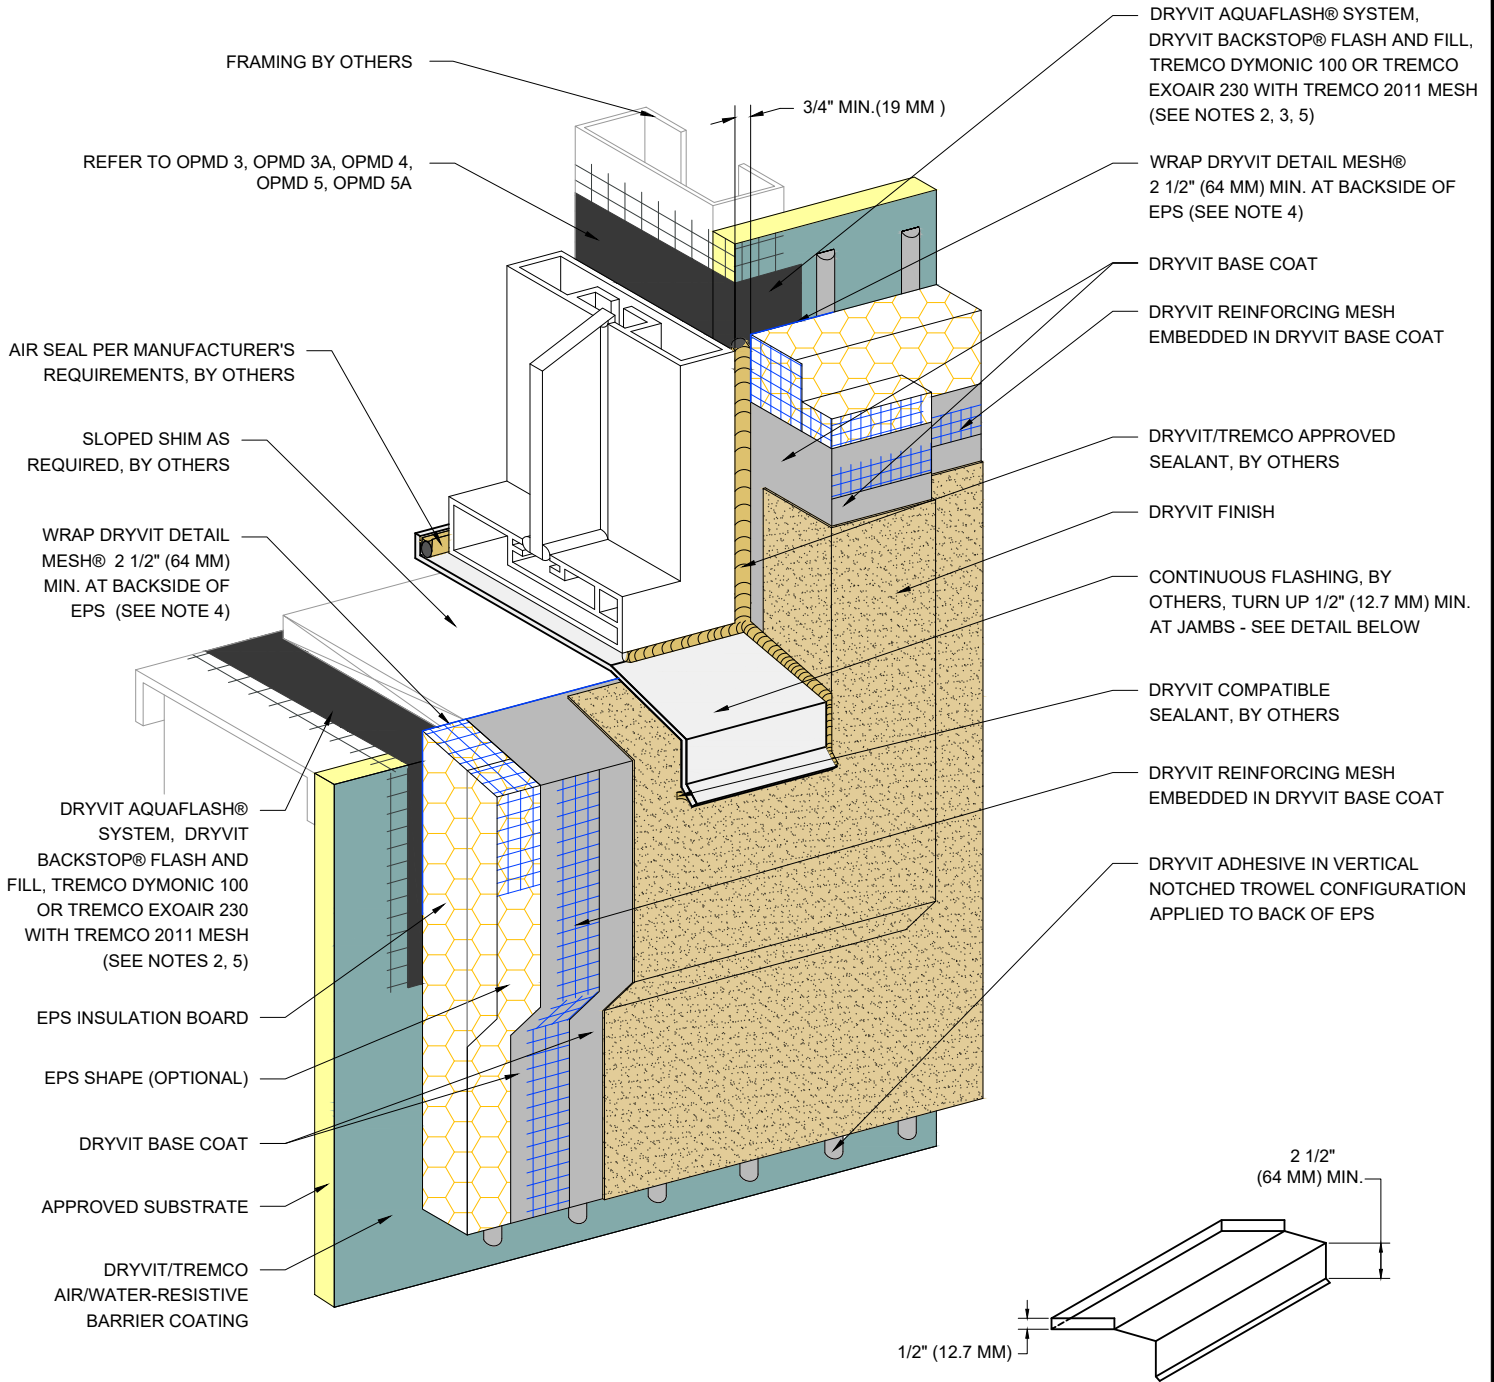 FRAMING BY OTHERS
REFER TO OPMD 3, OPMD 3A, OPMD 4,
OPMD 5, OPMD 5A
AIR SEAL PER MANUFACTURER'S
REQUIREMENTS, BY OTHERS
SLOPED SHIM AS
REQUIRED, BY OTHERS
WRAP DRYVIT DETAIL
MESH® 2 1/2" (64 MM)
MIN. AT BACKSIDE OF
EPS (SEE NOTE 4)
DRYVIT AQUAFLASH®
SYSTEM, DRYVIT
BACKSTOP® FLASH AND
FILL, TREMCO DYMONIC 100
OR TREMCO EXOAIR 230
WITH TREMCO 2011 MESH
(SEE NOTES 2, 5)
EPS INSULATION BOARD
EPS SHAPE (OPTIONAL)
DRYVIT BASE COAT
APPROVED SUBSTRATE
DRYVIT/TREMCO
AIR/WATER-RESISTIVE
BARRIER COATING
3/4" MIN.(19 MM )
DRYVIT AQUAFLASH® SYSTEM,
DRYVIT BACKSTOP® FLASH AND FILL,
TREMCO DYMONIC 100 OR TREMCO
EXOAIR 230 WITH TREMCO 2011 MESH
(SEE NOTES 2, 3, 5)
WRAP DRYVIT DETAIL MESH®
2 1/2" (64 MM) MIN. AT BACKSIDE OF
EPS (SEE NOTE 4)
DRYVIT BASE COAT
DRYVIT REINFORCING MESH
EMBEDDED IN DRYVIT BASE COAT
DRYVIT/TREMCO APPROVED
SEALANT, BY OTHERS
DRYVIT FINISH
CONTINUOUS FLASHING, BY
OTHERS, TURN UP 1/2" (12.7 MM) MIN.
AT JAMBS - SEE DETAIL BELOW
DRYVIT COMPATIBLE
SEALANT, BY OTHERS
DRYVIT REINFORCING MESH
EMBEDDED IN DRYVIT BASE COAT
DRYVIT ADHESIVE IN VERTICAL
NOTCHED TROWEL CONFIGURATION
APPLIED TO BACK OF EPS
2 1/2"
(64 MM) MIN.
1/2" (12.7 MM)